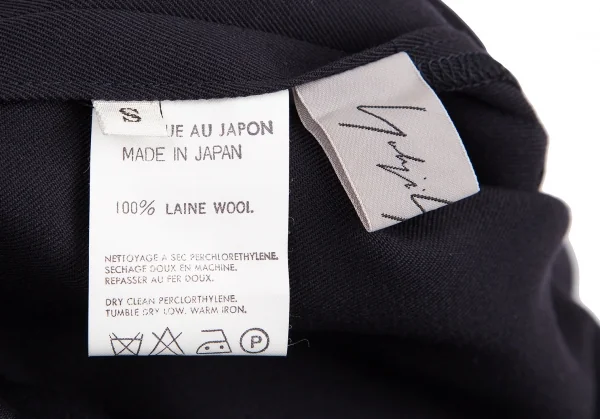 S
UE AU JAPON
MADE IN JAPAN
100% LAINE WOOL.
NETTOYAGE A SEC PERCHLORETHYLENE.
SECHAGE DOUX EN MACHINE.
REPASSER AU FER DOUX.
DRY CLEAN PERCLORTHYLENE.
TUMBLE DRY LOW. WARM IRON.
P